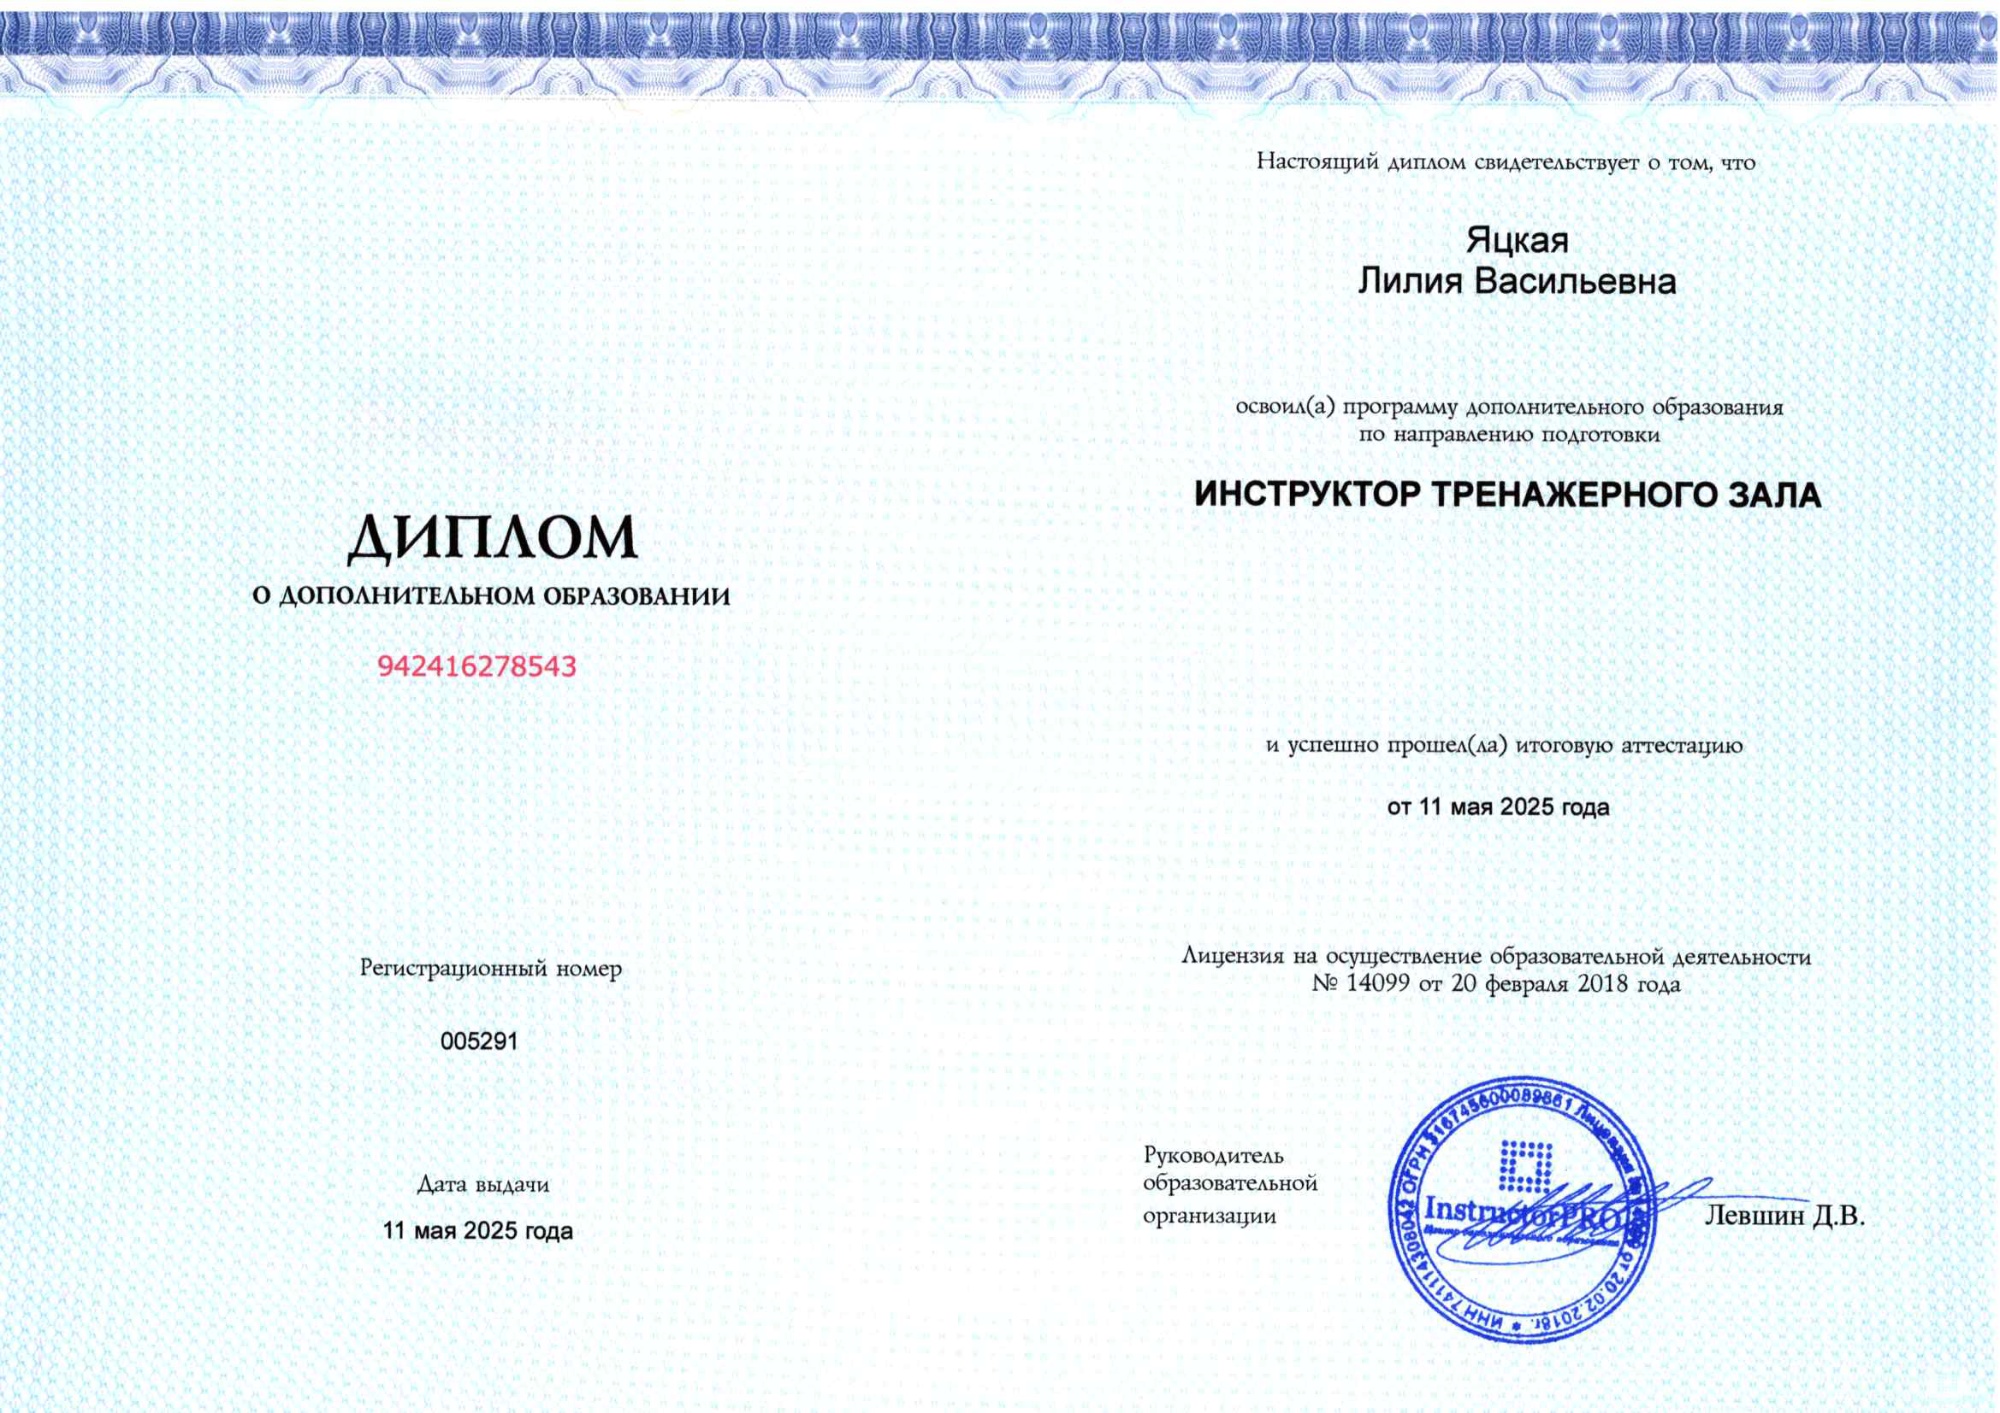 ДИПЛОМ
О ДОПОЛНИТЕЛЬНОМ ОБРАЗОВАНИИ
942416278543
Регистрационный номер
005291
Дата выдачи
11 мая 2025 года
Настоящий диплом свидетельствует о том, что
Яцкая
Лилия Васильевна
освоил(а) программу дополнительного образования
по направлению подготовки
ИНСТРУКТОР ТРЕНАЖЕРНОГО ЗАЛА
и успешно прошел(ла) итоговую аттестацию
от 11 мая 2025 года
Лицензия на осуществление образовательной деятельности
№ 14099 от 20 февраля 2018 года
Руководитель
образовательной
организации
InstructorPRO
ИНН 741114308042 ОГРН 316745600089861 Лицензия № 14099 от 20.02.2018г. *
Левшин Д.В.